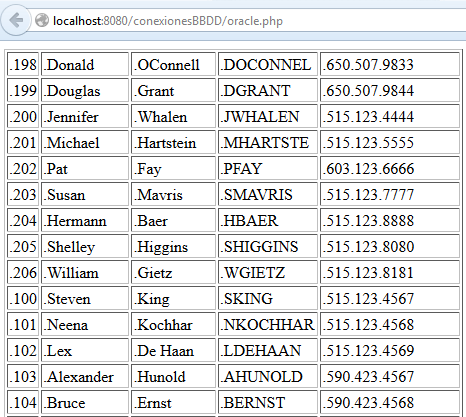 localhost:8080/conexionesBBDD/oracle.php
.198 .Donald .OConnell .DOCONNEL .650.507.9833
.199 .Douglas .Grant .DGRANT .650.507.9844
.200 .Jennifer .Whalen .JWHALEN .515.123.4444
.201 .Michael .Hartstein .MHARTSTE .515.123.5555
.202 .Pat .Fay .PFAY .603.123.6666
.203 .Susan .Mavris .SMAVRIS .515.123.7777
.204 .Hermann .Baer .HBAER .515.123.8888
.205 .Shelley .Higgins .SHIGGINS .515.123.8080
.206 .William .Gietz .WGIETZ .515.123.8181
.100 .Steven .King .SKING .515.123.4567
.101 .Neena .Kochhar .NKOCHHAR .515.123.4568
.102 .Lex .De Haan .LDEHAAN .515.123.4569
.103 .Alexander .Hunold .AHUNOLD .590.423.4567
.104 .Bruce .Ernst .BERNST .590.423.4568